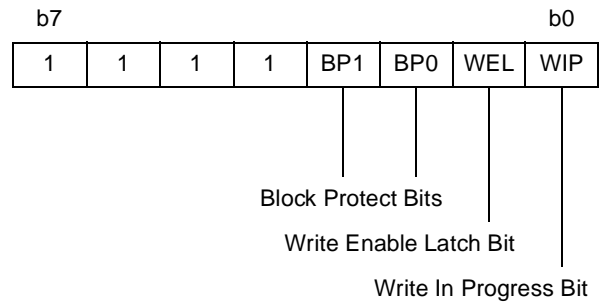 b7 b0
1 1 1 1 BP1 BP0 WEL WIP
Block Protect Bits
Write Enable Latch Bit
Write In Progress Bit